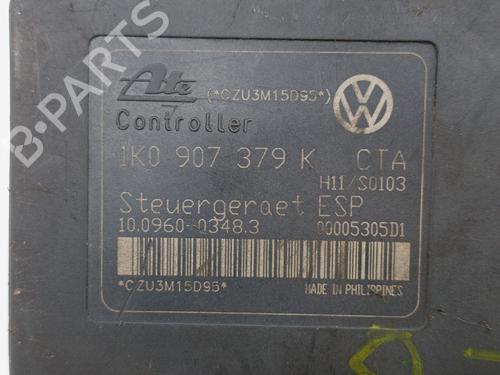 Ate (*CZU3M15D95*)
Controller
1K0 907 379 K CTA
H11/S0103
Steuergeraet ESP
10.0960-0348.3 00005305D1
*CZU3M15D95* MADE IN PHILIPPINES
B-PARTS